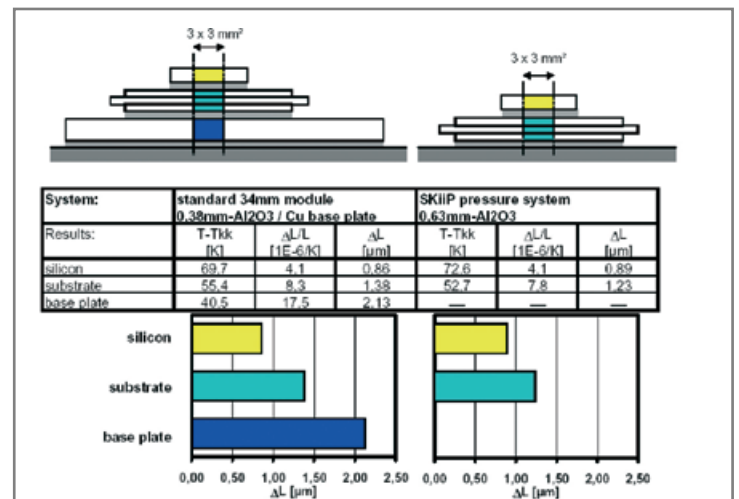 3 x 3 mm²
3 x 3 mm²
System: standard 34mm module SKiiP pressure system
0.38mm-Al2O3 / Cu base plate 0.63mm-Al2O3
Results: T-Tkk ΔL/L ΔL T-Tkk ΔL/L ΔL
[K] [1E-6/K] [µm] [K] [1E-6/K] [µm]
silicon 69.7 4.1 0.86 72.6 4.1 0.89
substrate 55.4 8.3 1.38 52.7 7.8 1.23
base plate 40.5 17.5 2.13 — — —
silicon
substrate
base plate
0,00 0,50 1,00 1,50 2,00 2,50 0,00 0,50 1,00 1,50 2,00 2,50
ΔL [µm] ΔL [µm]